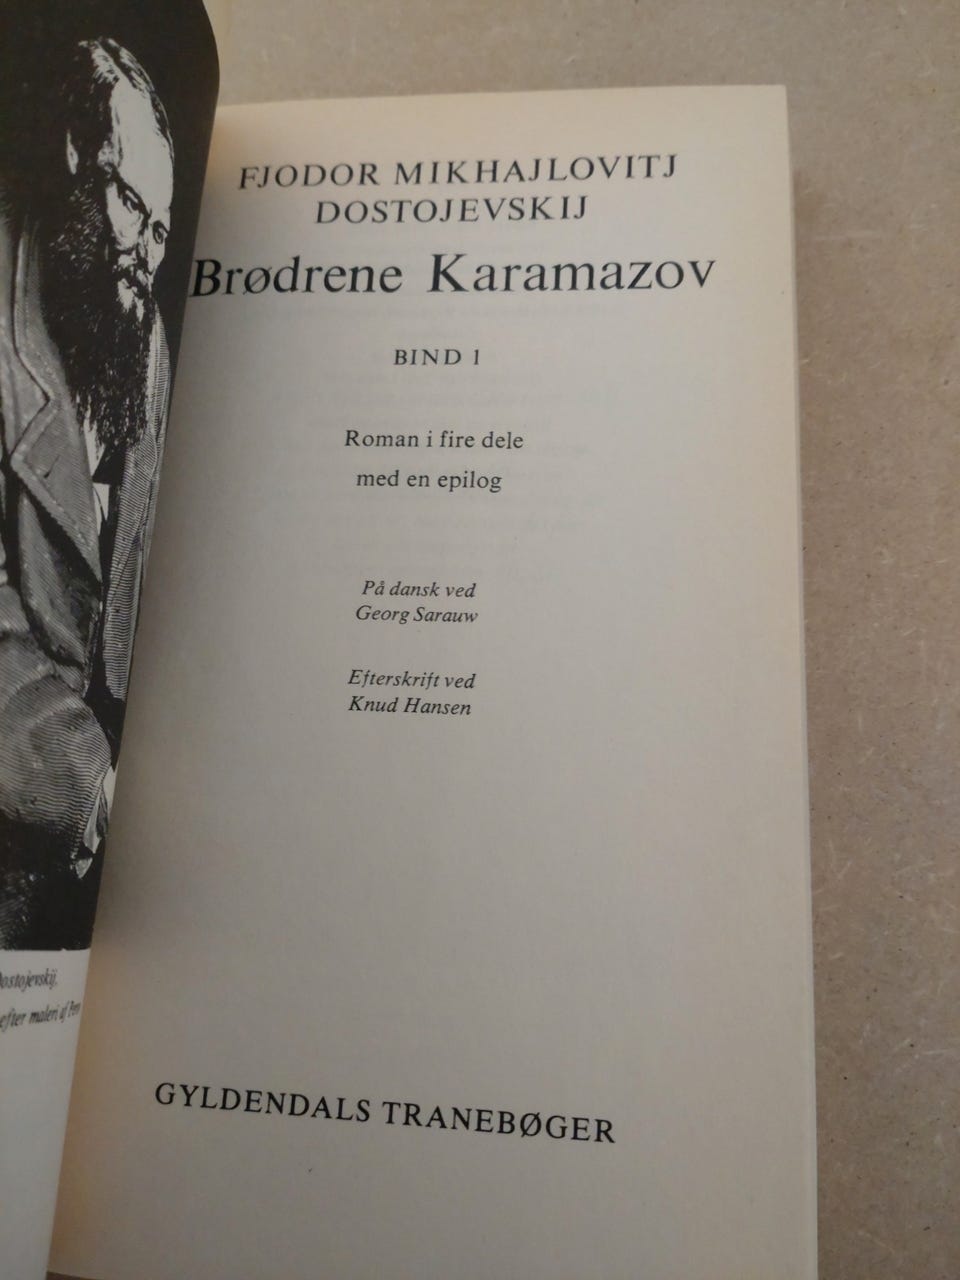 FJODOR MIKHAJLOVITJ
DOSTOJEVSKIJ
Brødrene Karamazov
BIND 1
Roman i fire dele
med en epilog
På dansk ved
Georg Sarauw
Efterskrift ved
Knud Hansen
GYLDENDALS TRANEBØGER
Dostojevskij,
efter maleri af